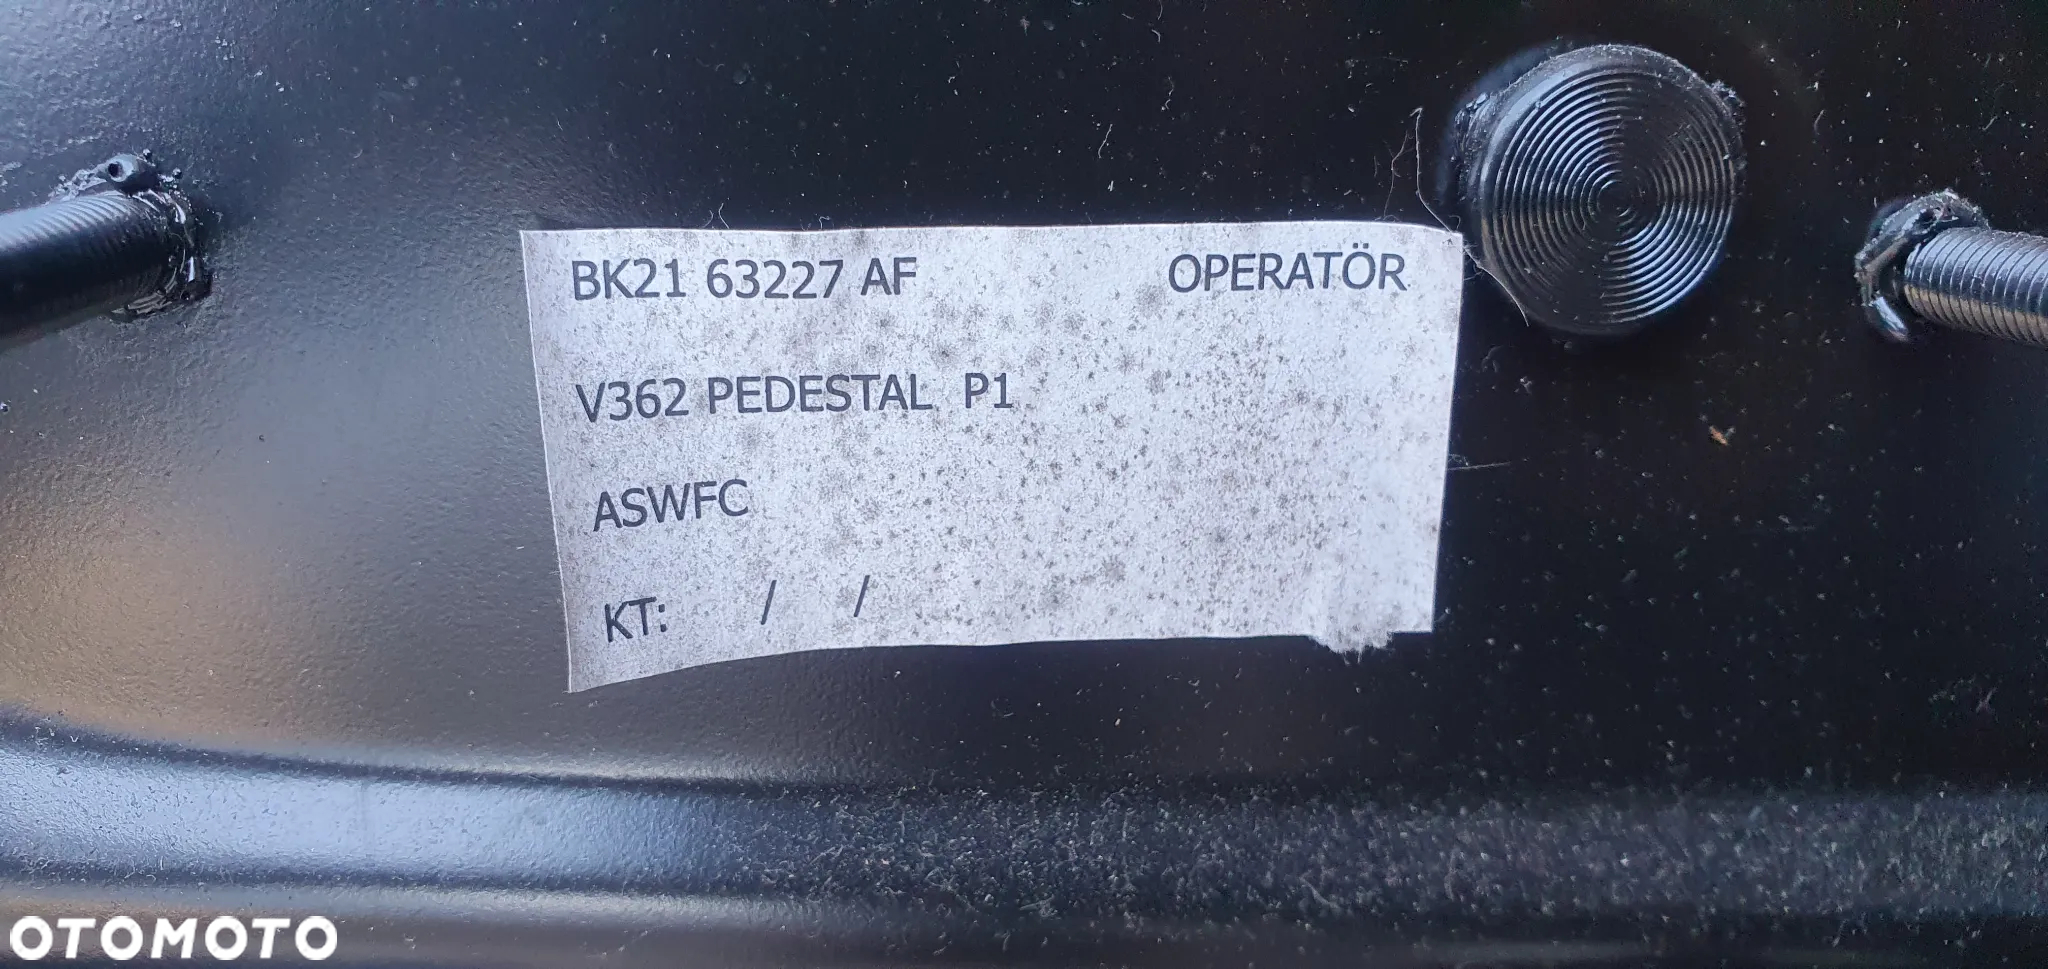 BK21 63227 AF OPERATÖR
V362 PEDESTAL P1
ASWFC
KT: / /
OTOMOTO